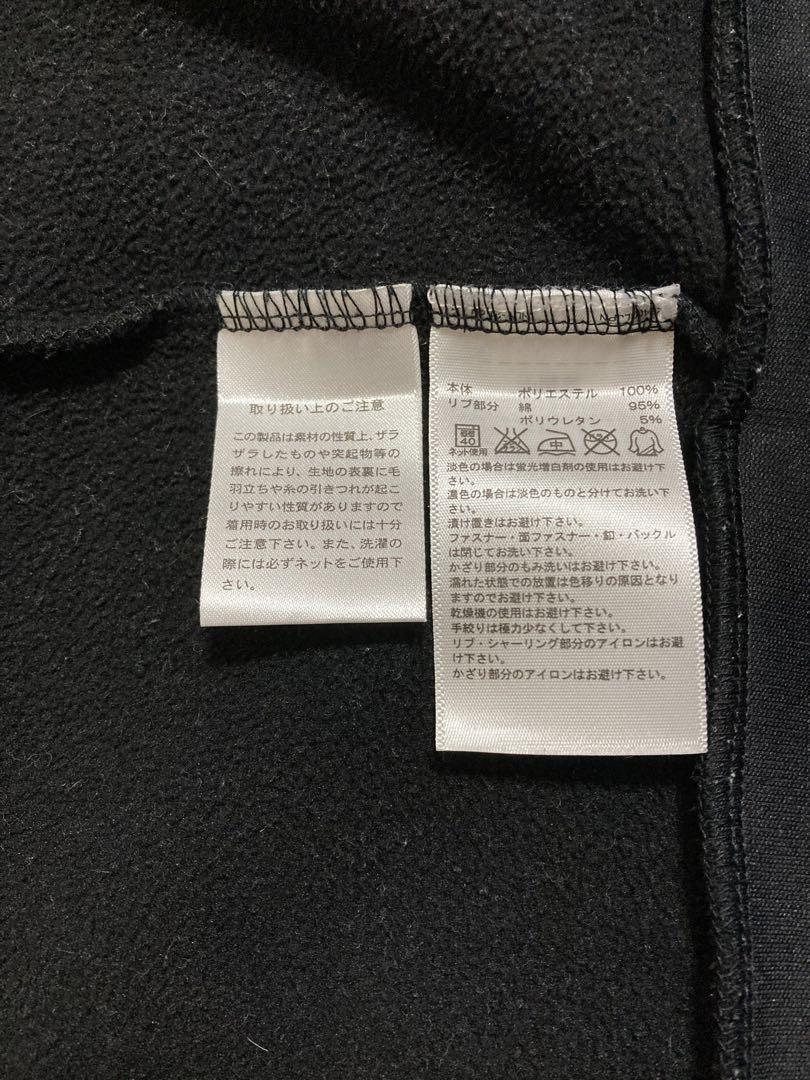 取り扱い上のご注意
この製品は素材の性質上、ザラ
ザラしたものや突起物等の
擦れにより、生地の表裏に毛
羽立ちや糸の引きつれが起こ
りやすい性質がありますので
着用時のお取り扱いには十分
ご注意下さい。また、洗濯の
際には必ずネットをご使用下
さい。
本体 ポリエステル 100%
リブ部分 綿 95%
ポリウレタン 5%
40 中
ネット使用
淡色の場合は蛍光増白剤の使用はお避け下
さい。
濃色の場合は淡色のものと分けてお洗い下
さい。
漬け置きはお避け下さい。
ファスナー・面ファスナー・釦・バックル
は閉じてお洗い下さい。
かざり部分のもみ洗いはお避け下さい。
濡れた状態での放置は色移りの原因となり
ますのでお避け下さい。
乾燥機の使用はお避け下さい。
手絞りは極力少なくして下さい。
リブ・シャーリング部分のアイロンはお避
け下さい。
かざり部分のアイロンはお避け下さい。